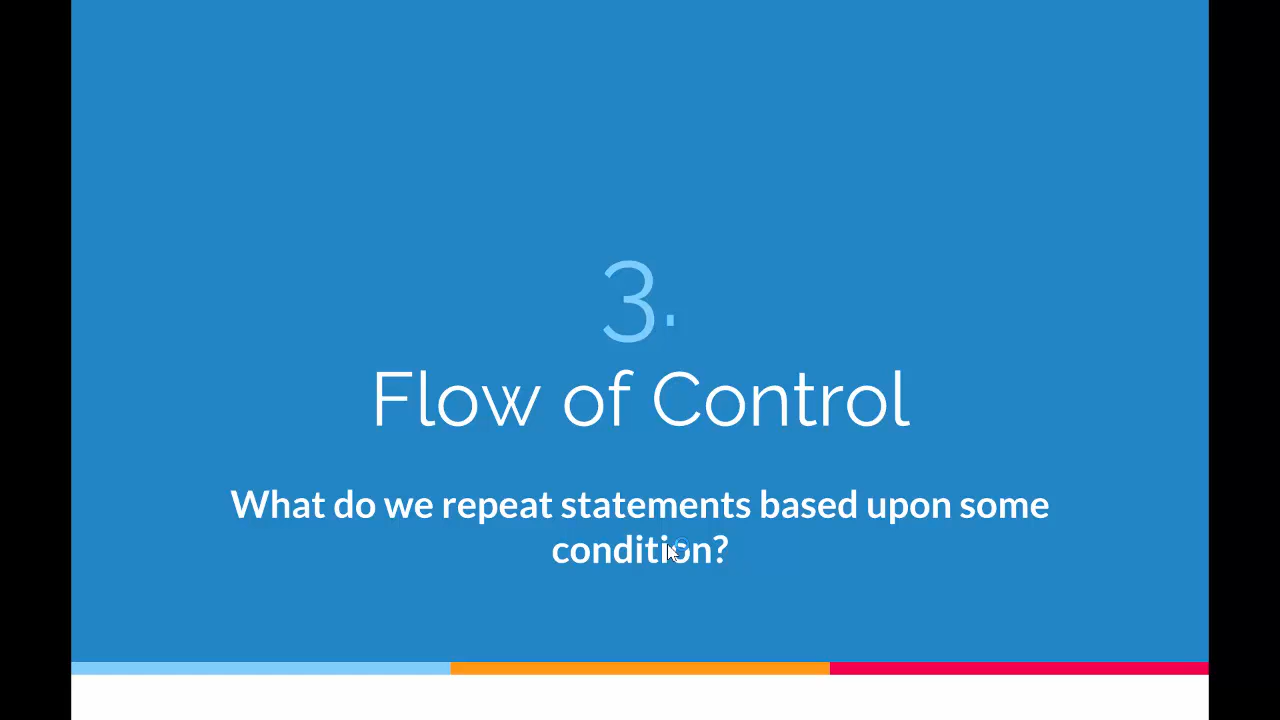 3.
Flow of Control
What do we repeat statements based upon some
condition?